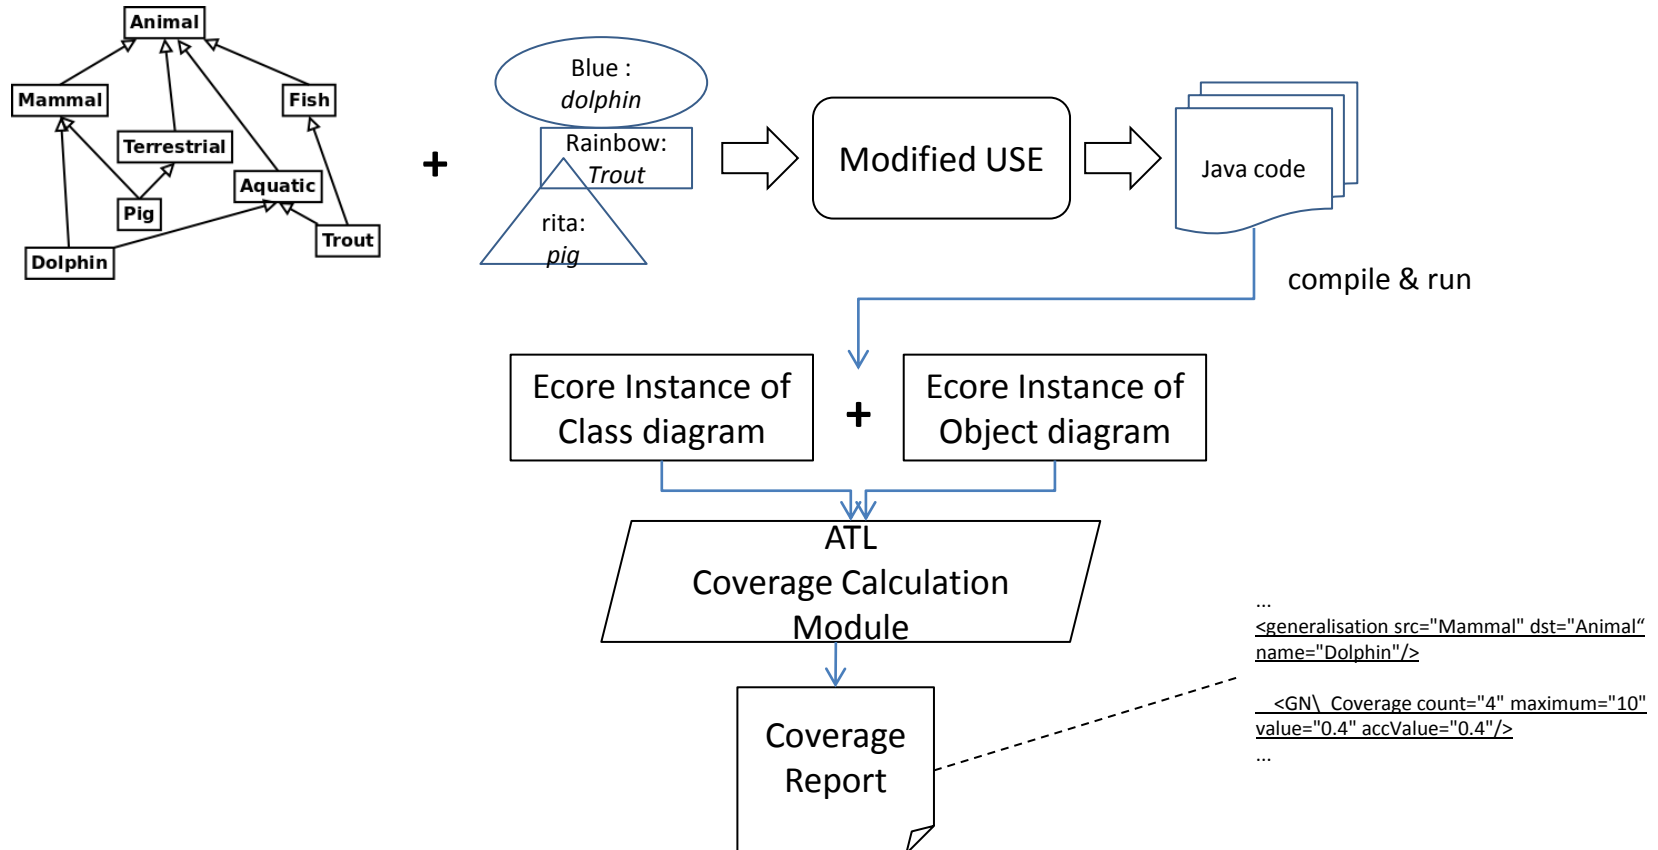 Animal
Mammal
Fish
Terrestrial
Aquatic
Pig
Trout
Dolphin
+
Blue :
dolphin
Rainbow:
Trout
rita:
pig
Modified USE
Java code
compile & run
Ecore Instance of
Class diagram
+
Ecore Instance of
Object diagram
ATL
Coverage Calculation
Module
Coverage
Report
...
<generalisation src="Mammal" dst="Animal“
name="Dolphin"/>
<GN\_Coverage count="4" maximum="10"
value="0.4" accValue="0.4"/>
...